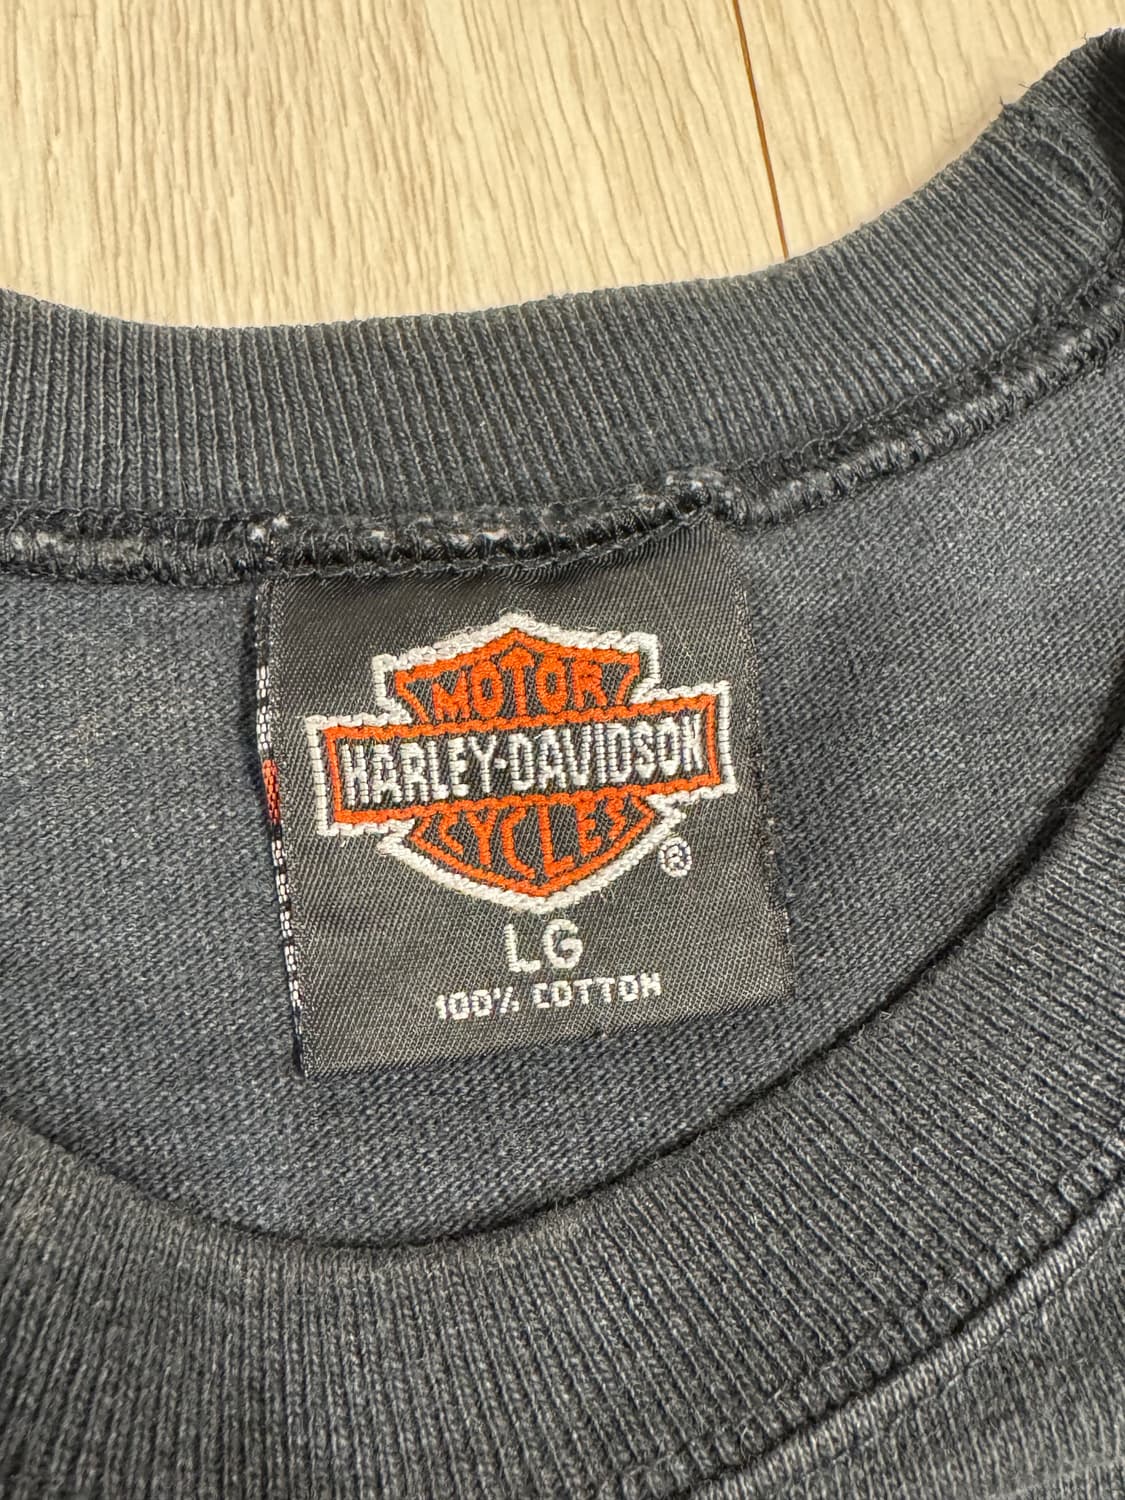 MOTOR
HARLEY-DAVIDSON
CYCLES
®
LG
100% COTTON